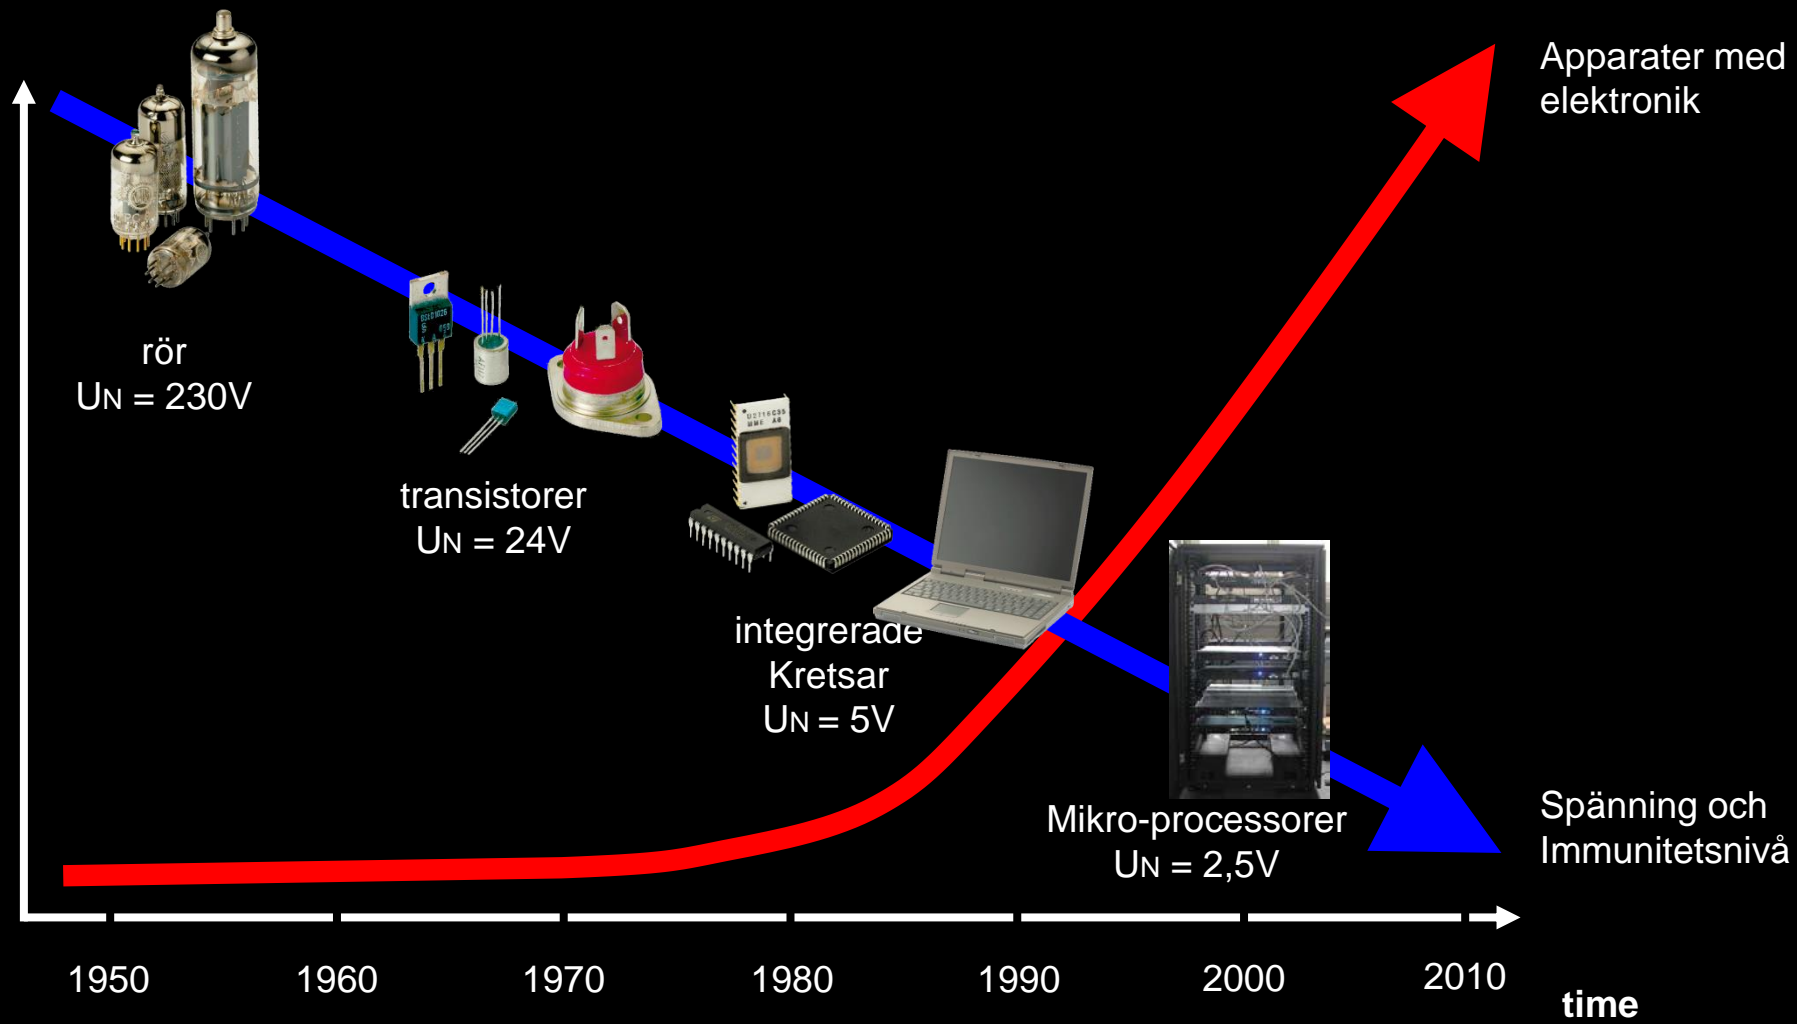 Apparater med
elektronik
rör
UN = 230V
transistorer
UN = 24V
integrerade
Kretsar
UN = 5V
Mikro-processorer
UN = 2,5V
Spänning och
Immunitetsnivå
1950 1960 1970 1980 1990 2000 2010
time